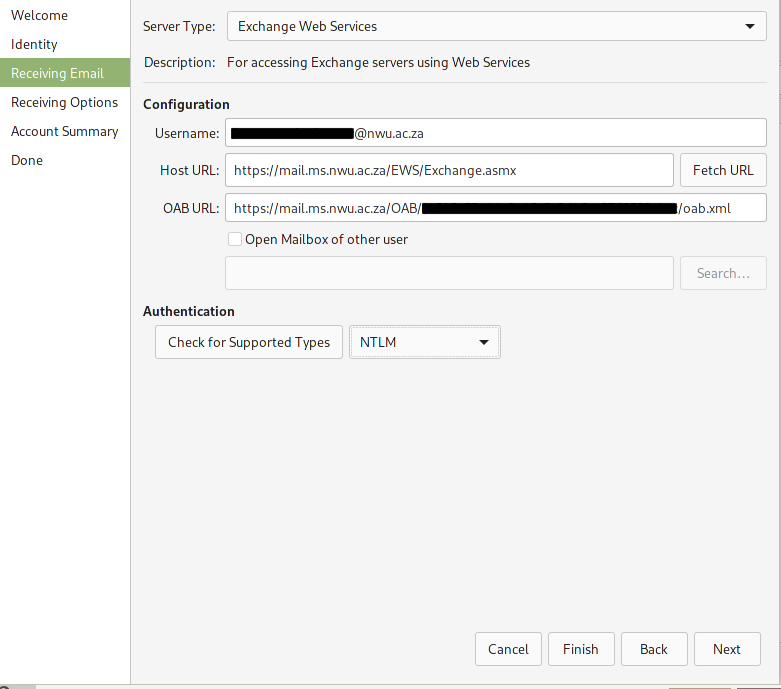 Welcome
Identity
Receiving Email
Receiving Options
Account Summary
Done
Server Type: Exchange Web Services
Description: For accessing Exchange servers using Web Services
Configuration
Username: @nwu.ac.za
Host URL: https://mail.ms.nwu.ac.za/EWS/Exchange.asmx Fetch URL
OAB URL: https://mail.ms.nwu.ac.za/OAB/ /oab.xml
Open Mailbox of other user
Search...
Authentication
Check for Supported Types NTLM
Cancel Finish Back Next